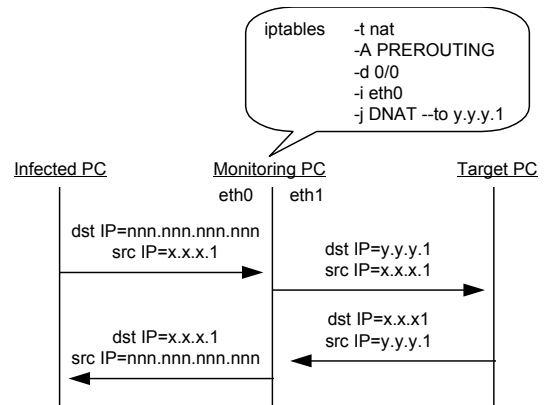 iptables -t nat
-A PREROUTING
-d 0/0
-i eth0
-j DNAT --to y.y.y.1
Infected PC Monitoring PC Target PC
eth0 eth1
dst IP=nnn.nnn.nnn.nnn
src IP=x.x.x.1
dst IP=y.y.y.1
src IP=x.x.x.1
dst IP=x.x.x1
src IP=y.y.y.1
dst IP=x.x.x.1
src IP=nnn.nnn.nnn.nnn